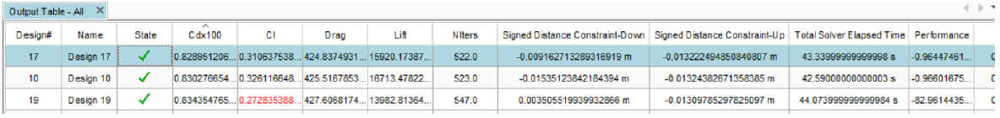 Output Table - All X
Design# Name State Cdx100 Cl Drag Lift NIters Signed Distance Constraint-Down Signed Distance Constraint-Up Total Solver Elapsed Time Performance
17 Design 17 0.828951206... 0.310637538... 424.8374931... 15920.17387... 522.0 -0.009162713289316919 m -0.013222494850840807 m 43.33999999999998 s -0.96447461...
10 Design 10 0.830276654... 0.326116648... 425.5167853... 16713.47822... 523.0 -0.01535123842184394 m -0.01324382671358385 m 42.59000000000003 s -0.96601675...
19 Design 19 0.834354765... 0.272835388... 427.6068174... 13982.81364... 547.0 0.003505519939932866 m -0.01309785297825097 m 44.073999999999984 s -82.9614435...